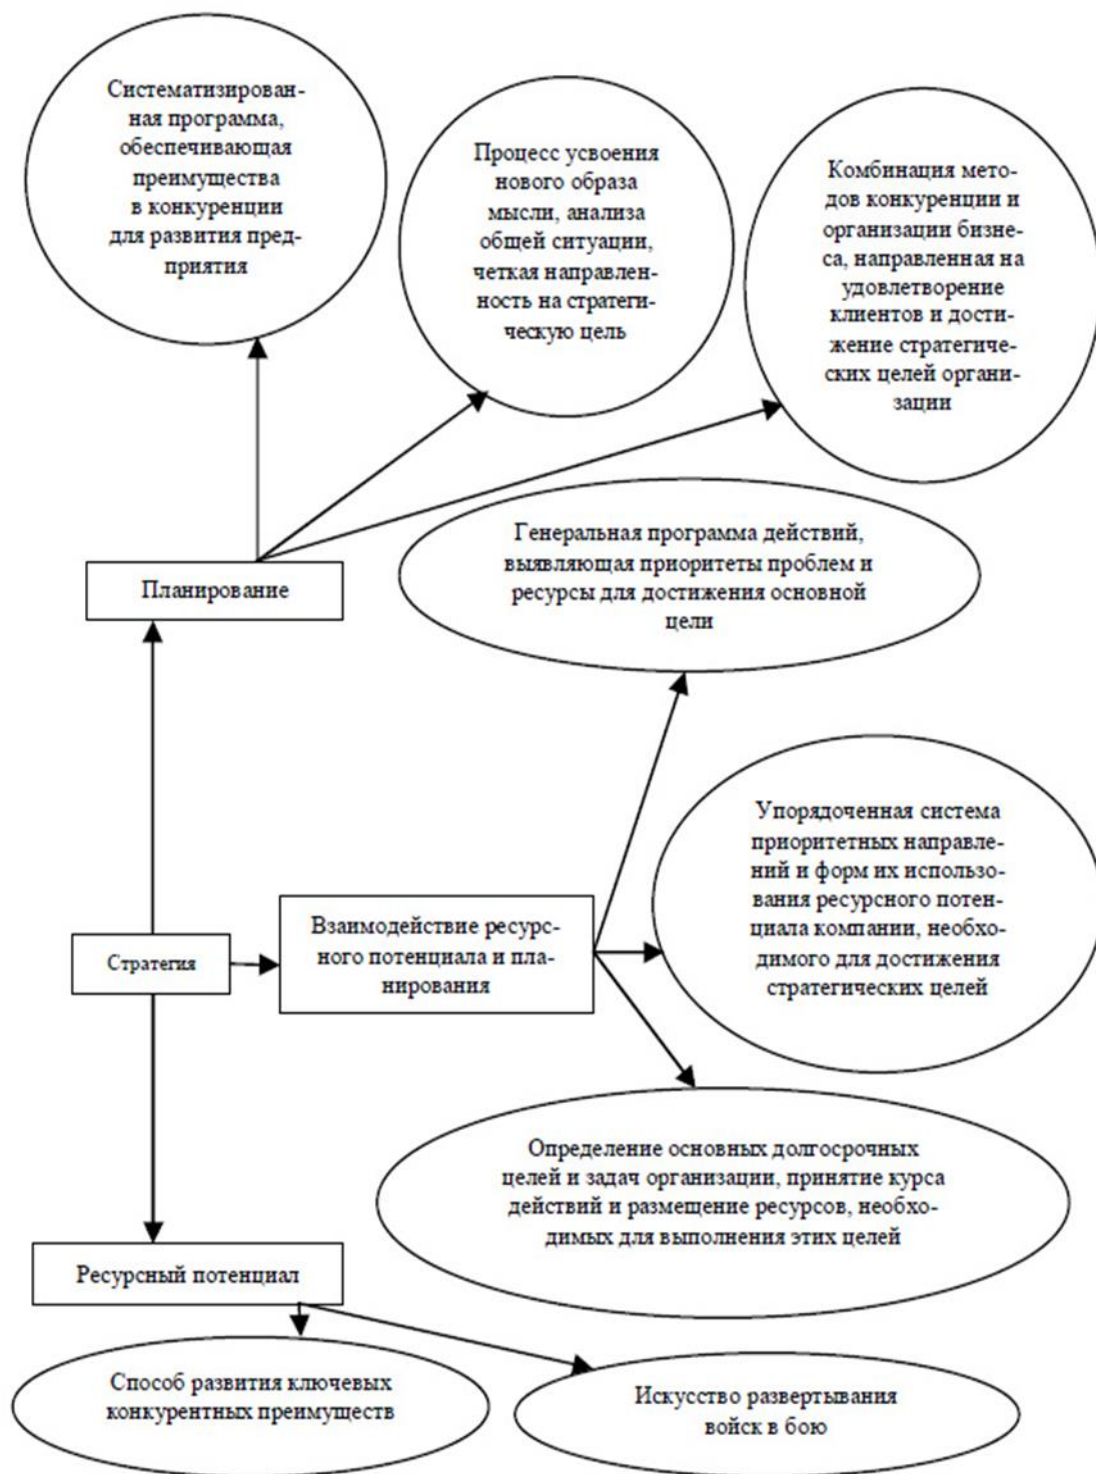 Систематизирован-
ная программа,
обеспечивающая
преимущества
в конкуренции
для развития пред-
приятия
Процесс усвоения
нового образа
мысли, анализа
общей ситуации,
четкая направлен-
ность на стратеги-
ческую цель
Комбинация мето-
дов конкуренции и
организации бизне-
са, направленная на
удовлетворение
клиентов и дости-
жение стратегиче-
ских целей органи-
зации
Генеральная программа действий,
выявляющая приоритеты проблем и
ресурсы для достижения основной
цели
Планирование
Упорядоченная система
приоритетных направле-
ний и форм их использо-
вания ресурсного потен-
циала компании, необхо-
димого для достижения
стратегических целей
Взаимодействие ресурс-
ного потенциала и пла-
нирования
Стратегия
Определение основных долгосрочных
целей и задач организации, принятие курса
действий и размещение ресурсов, необхо-
димых для выполнения этих целей
Ресурсный потенциал
Способ развития ключевых
конкурентных преимуществ
Искусство развертывания
войск в бою